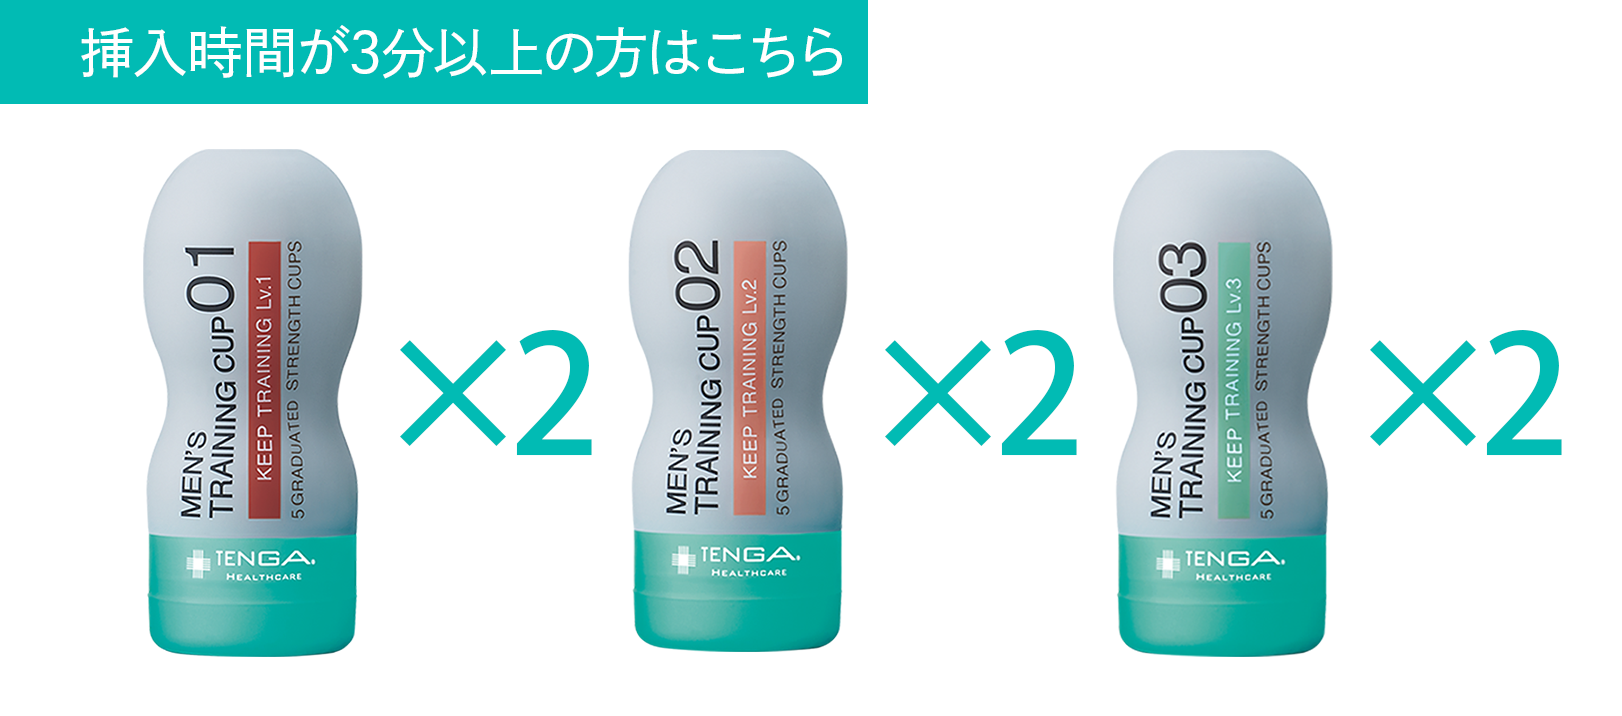 挿入時間が3分以上の方はこちら
MEN'S
TRAINING CUP 01
KEEP TRAINING Lv.1
5 GRADUATED STRENGTH CUPS
TENGA®
HEALTHCARE
×2
MEN'S
TRAINING CUP 02
KEEP TRAINING Lv.2
5 GRADUATED STRENGTH CUPS
TENGA®
HEALTHCARE
×2
MEN'S
TRAINING CUP 03
KEEP TRAINING Lv.3
5 GRADUATED STRENGTH CUPS
TENGA®
HEALTHCARE
×2